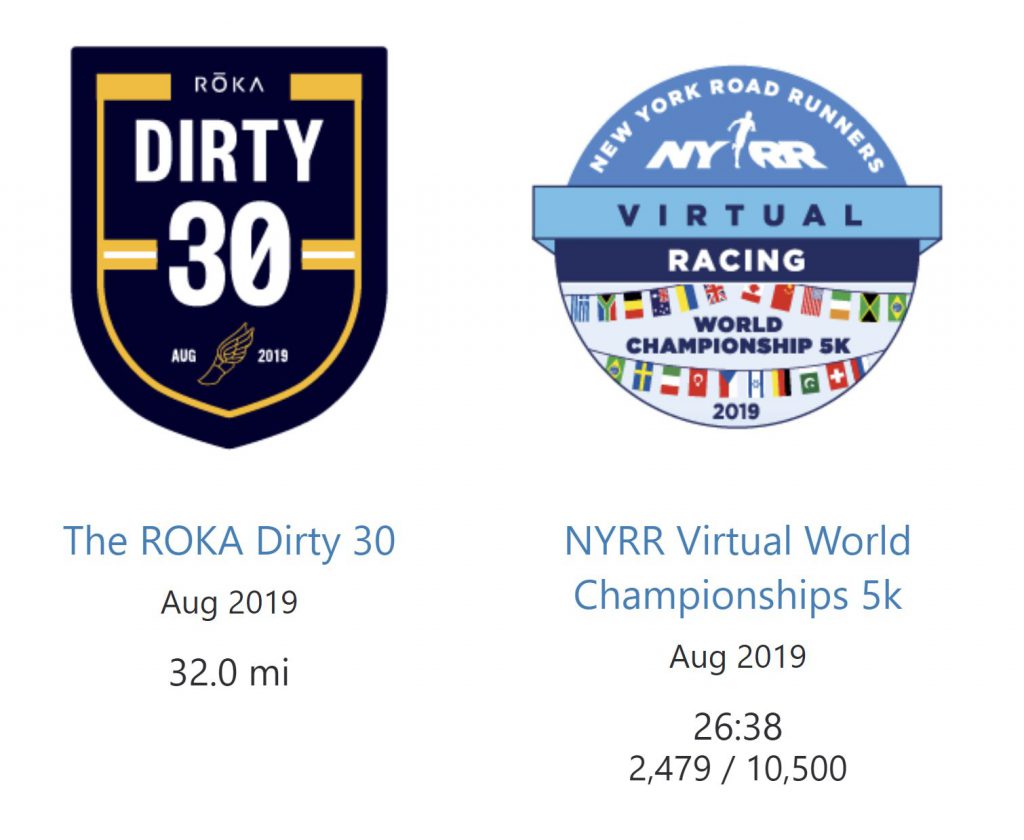 RŌKA
DIRTY
30
AUG 2019
The ROKA Dirty 30
Aug 2019
32.0 mi
NEW YORK ROAD RUNNERS
NYRR
VIRTUAL
RACING
WORLD
CHAMPIONSHIP 5K
2019
NYRR Virtual World
Championships 5k
Aug 2019
26:38
2,479 / 10,500